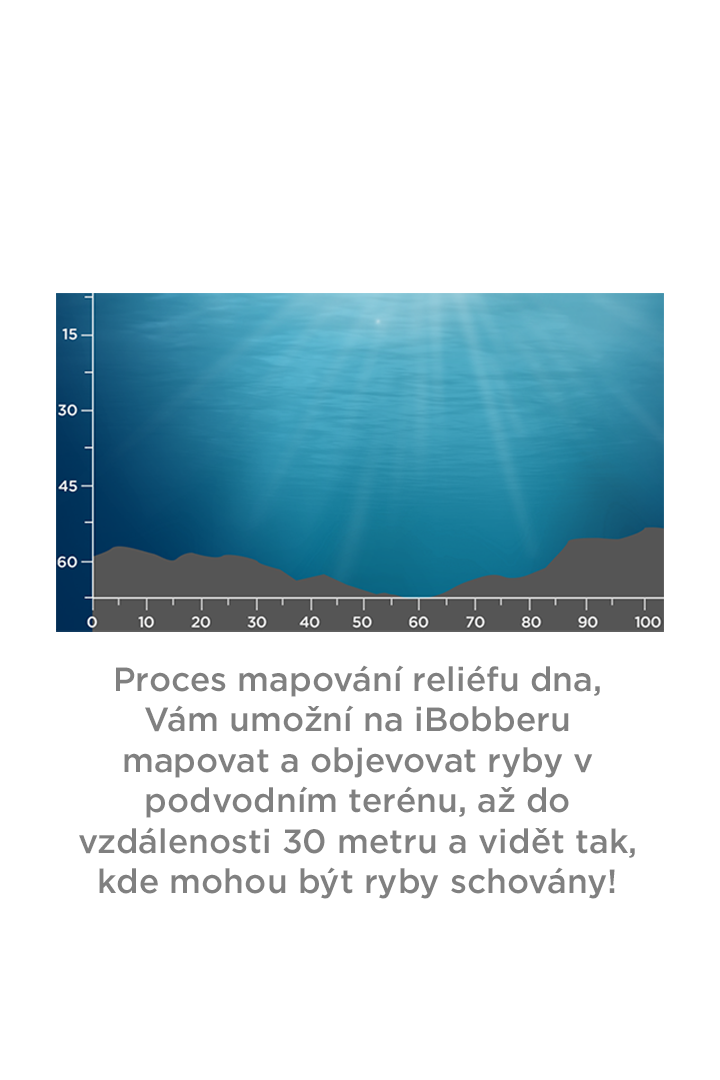 15
30
45
60
0 10 20 30 40 50 60 70 80 90 100
Proces mapování reliéfu dna,
Vám umožní na iBobberu
mapovat a objevovat ryby v
podvodním terénu, až do
vzdálenosti 30 metru a vidět tak,
kde mohou být ryby schovány!